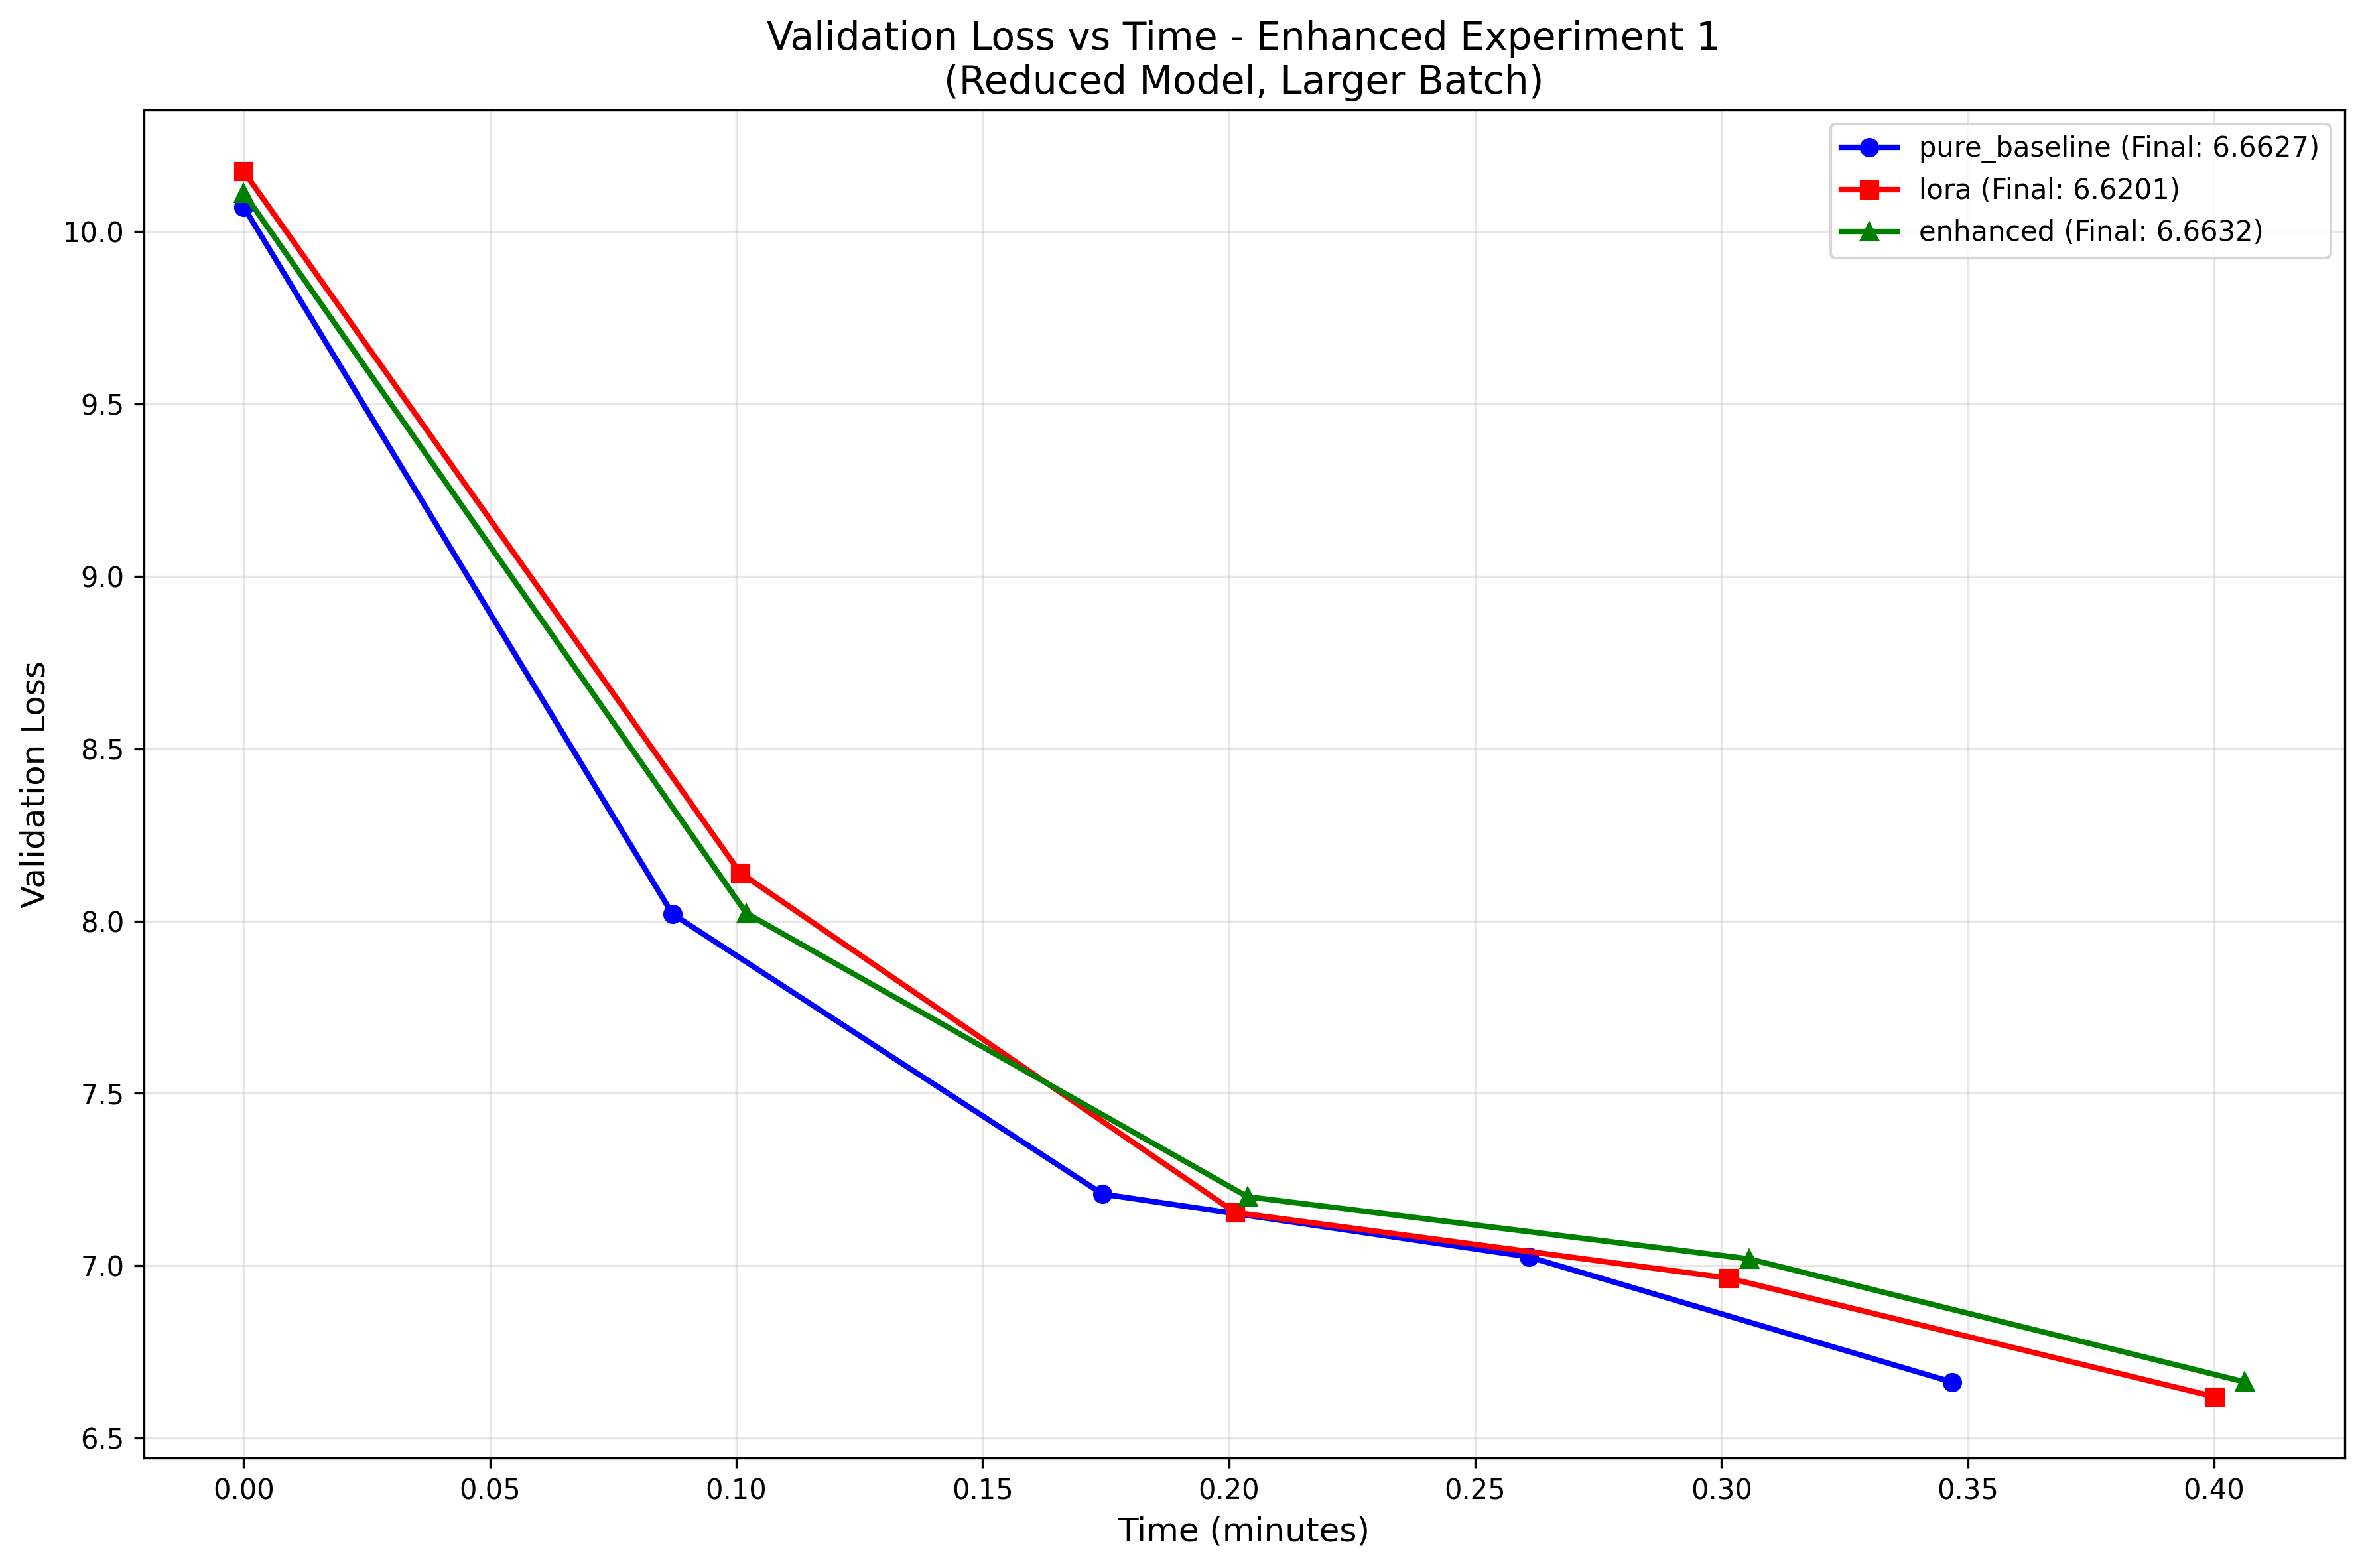 Validation Loss vs Time - Enhanced Experiment 1
(Reduced Model, Larger Batch)
pure_baseline (Final: 6.6627)
lora (Final: 6.6201)
enhanced (Final: 6.6632)
Validation Loss
10.0
9.5
9.0
8.5
8.0
7.5
7.0
6.5
0.00 0.05 0.10 0.15 0.20 0.25 0.30 0.35 0.40
Time (minutes)